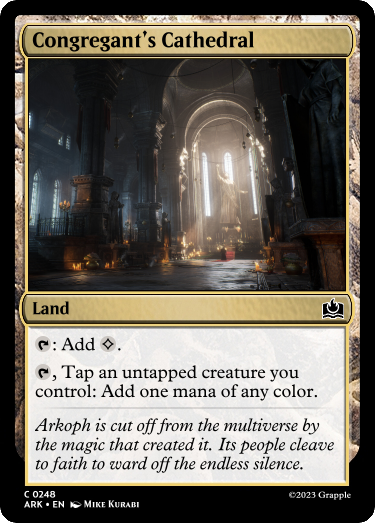 Congregant's Cathedral
Land
: Add .
, Tap an untapped creature you
control: Add one mana of any color.
Arkoph is cut off from the multiverse by
the magic that created it. Its people cleave
to faith to ward off the endless silence.
C 0248
ARK • EN Mike Kurabi
©2023 Grapple